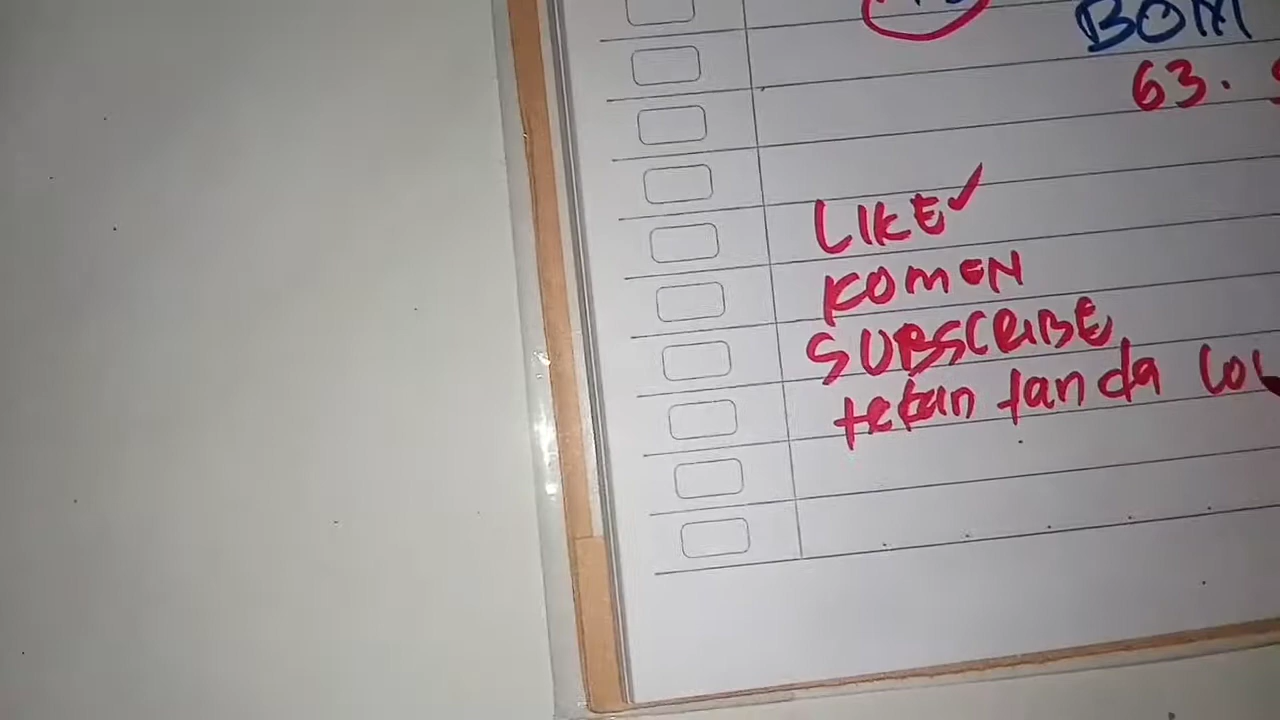 BOM
63.
LIKE ✓
KOMEN
SUBSCRIBE
tekan tanda